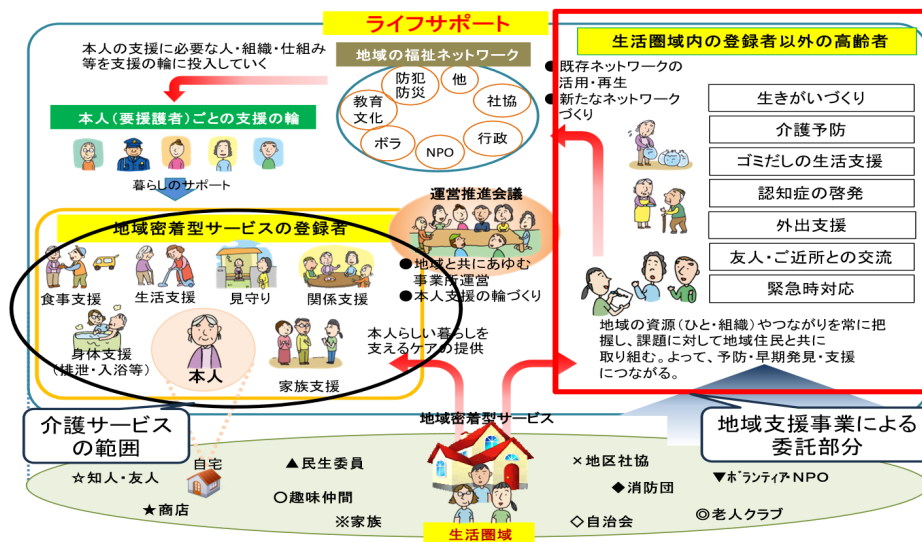 ライフサポート
本人の支援に必要な人・組織・仕組み
等を支援の輪に投入していく
地域の福祉ネットワーク
防犯
防災
他
教育
文化
社協
ボラ
NPO
行政
本人(要援護者)ごとの支援の輪
暮らしのサポート
運営推進会議
●地域と共にあゆむ
事業所運営
●本人支援の輪づくり
地域密着型サービスの登録者
食事支援
生活支援
見守り
関係支援
身体支援
(排泄・入浴等)
本人
家族支援
本人らしい暮らしを
支えるケアの提供
生活圏域内の登録者以外の高齢者
●既存ネットワークの
活用・再生
●新たなネットワーク
づくり
生きがいづくり
介護予防
ゴミだしの生活支援
認知症の啓発
外出支援
友人・ご近所との交流
緊急時対応
地域の資源(ひと・組織)やつながりを常に把
握し、課題に対して地域住民と共に
取り組む。よって、予防・早期発見・支援
につながる。
介護サービス
の範囲
地域密着型サービス
地域支援事業による
委託部分
自宅
☆知人・友人
★商店
▲民生委員
○趣味仲間
※家族
生活圏域
×地区社協
◆消防団
◇自治会
▼ボランティア・NPO
◎老人クラブ